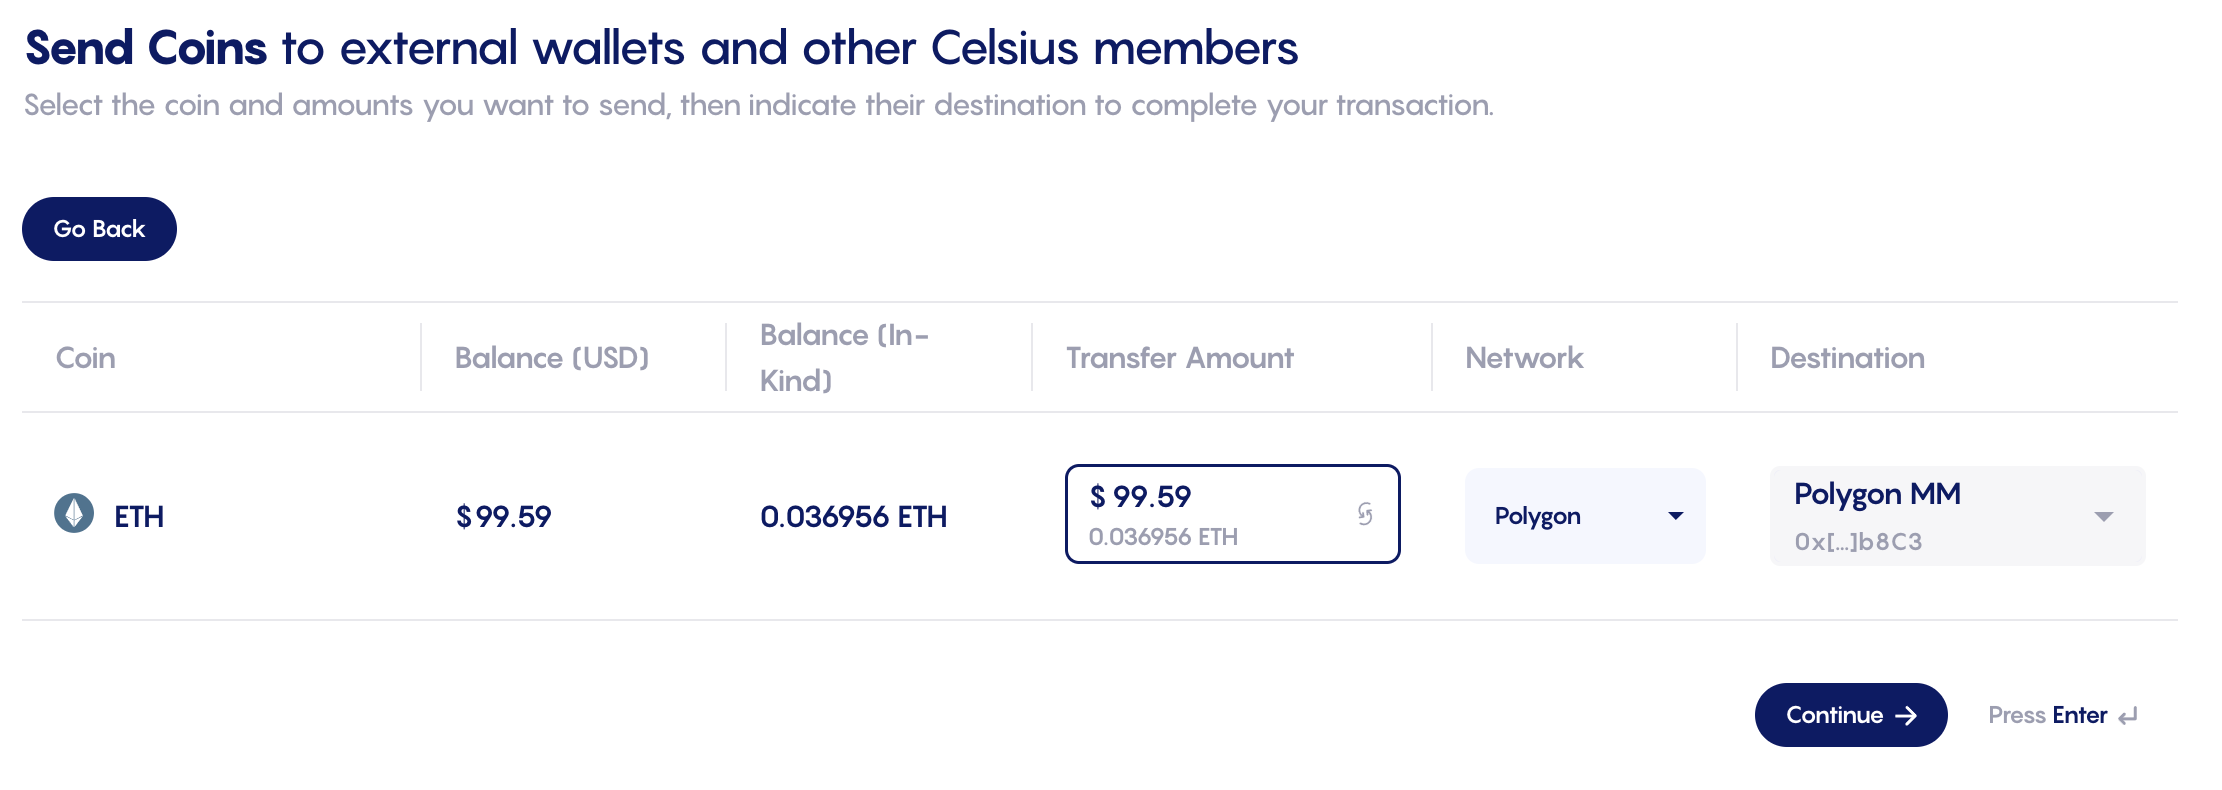 Send Coins to external wallets and other Celsius members
Select the coin and amounts you want to send, then indicate their destination to complete your transaction.
Go Back
Coin
Balance (USD)
Balance (In-
Kind)
Transfer Amount
Network
Destination
ETH
$99.59
0.036956 ETH
$ 99.59
0.036956 ETH
Polygon
Polygon MM
0x[...]b8C3
Continue →
Press Enter ↵